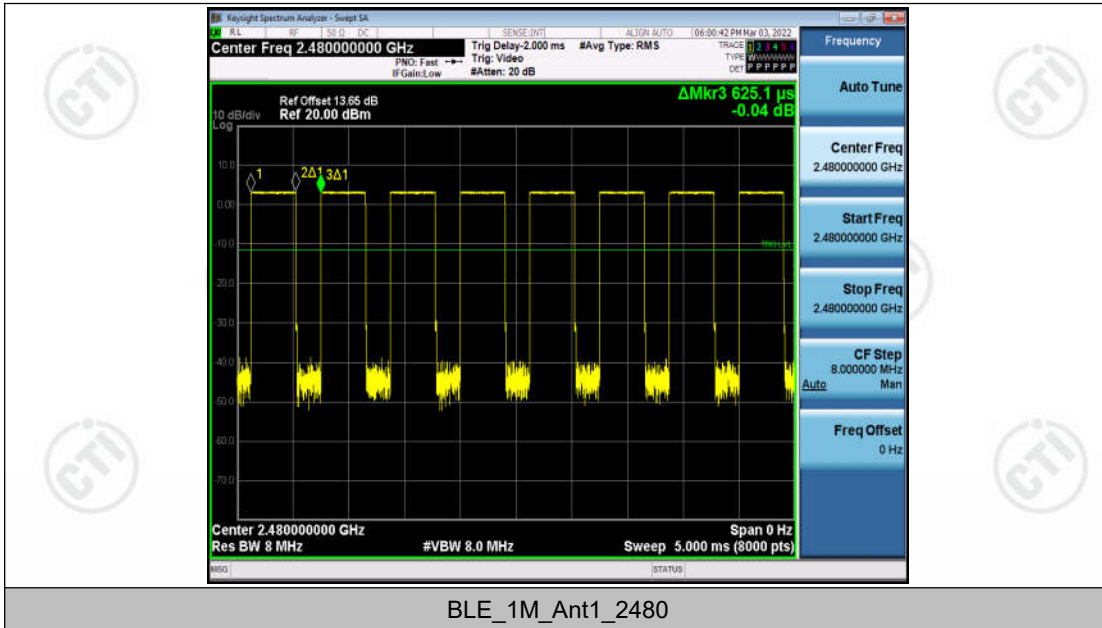 Keysight Spectrum Analyzer - Swept SA
RL RF 50 Ω DC SENSE:INT ALIGN AUTO 06:00:42 PM Mar 03, 2022
Center Freq 2.480000000 GHz
PNO: Fast
IFGain:Low
Trig Delay-2.000 ms
Trig: Video
#Atten: 20 dB
#Avg Type: RMS
TRACE 1 2 3 4 5 6
TYPE WWWWWW
DET P P P P P P
ΔMkr3 625.1 µs
-0.04 dB
Ref Offset 13.65 dB
10 dB/div Ref 20.00 dBm
Log
10.0
0.00
-10.0
-20.0
-30.0
-40.0
-50.0
-60.0
-70.0
1
2Δ1
3Δ1
TRIG LVL
Center 2.480000000 GHz
Span 0 Hz
Res BW 8 MHz
#VBW 8.0 MHz
Sweep 5.000 ms (8000 pts)
MSG STATUS
Frequency
Auto Tune
Center Freq
2.480000000 GHz
Start Freq
2.480000000 GHz
Stop Freq
2.480000000 GHz
CF Step
8.000000 MHz
Auto Man
Freq Offset
0 Hz
CTI
CTI
CTI
CTI
BLE_1M_Ant1_2480